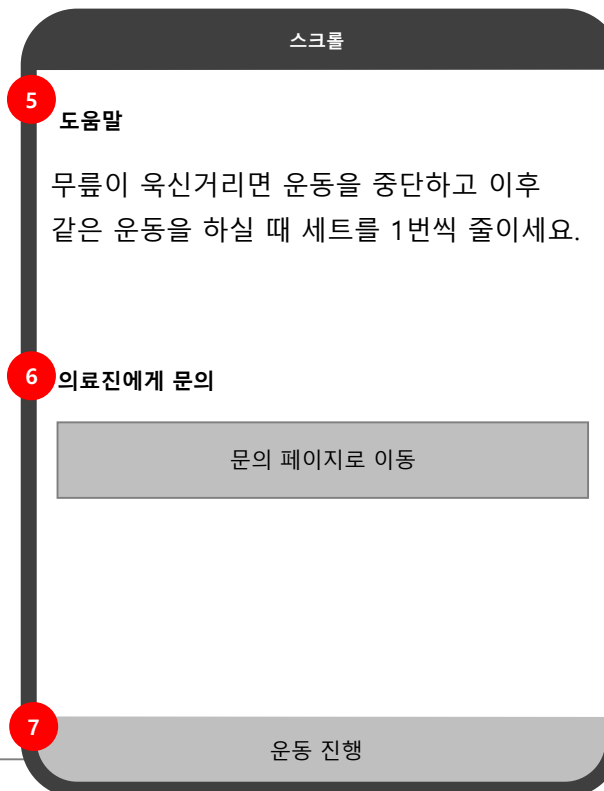 스크롤
5
도움말
무릎이 욱신거리면 운동을 중단하고 이후
같은 운동을 하실 때 세트를 1번씩 줄이세요.
6
의료진에게 문의
문의 페이지로 이동
7
운동 진행